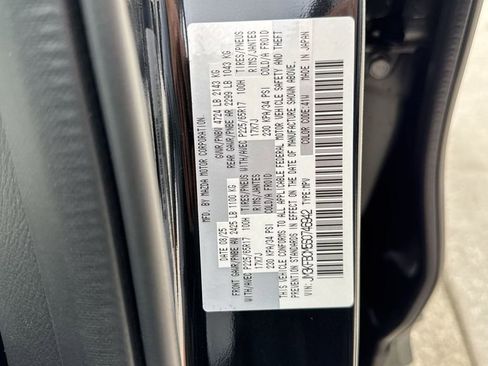 MFD. BY MAZDA MOTOR CORPORATION.
DATE 08/25 GVWR/PNBV 4724 LB 2143 KG
FRONT GAWR/PNBE AV 2425 LB 1100 KG REAR GAWR/PNBE AR 2299 LB 1043 KG
WITH/AVEC P225/65R17 100H TIRES/PNEUS WITH/AVEC P225/65R17 100H TIRES/PNEUS
17X7J RIMS/JANTES 17X7J RIMS/JANTES
230 KPA/34 PSI COLD/A FROID 230 KPA/34 PSI COLD/A FROID
THIS VEHICLE CONFORMS TO ALL APPLICABLE FEDERAL MOTOR VEHICLE SAFETY AND THEFT
PREVENTION STANDARDS IN EFFECT ON THE DATE OF MANUFACTURE SHOWN ABOVE.
VIN: TYPE:MPV COLOR CODE:41W MADE IN JAPAN